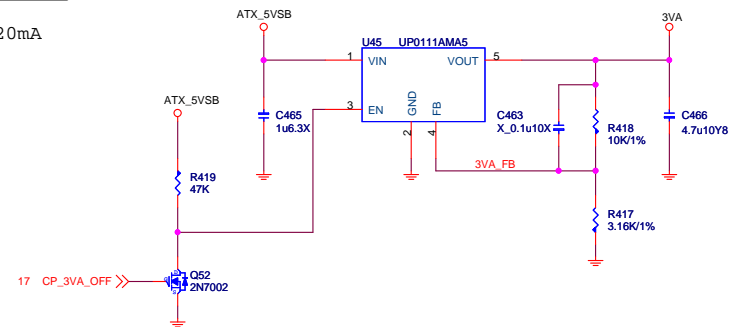 20mA
ATX_5VSB
3VA
U45 UP0111AMA5
1 VIN VOUT 5
3 EN
GND FB
2 4
C465
1u6.3X
ATX_5VSB
C463
X_0.1u10X
R418
10K/1%
C466
4.7u10Y8
3VA_FB
R419
47K
R417
3.16K/1%
17 CP_3VA_OFF
Q52
2N7002